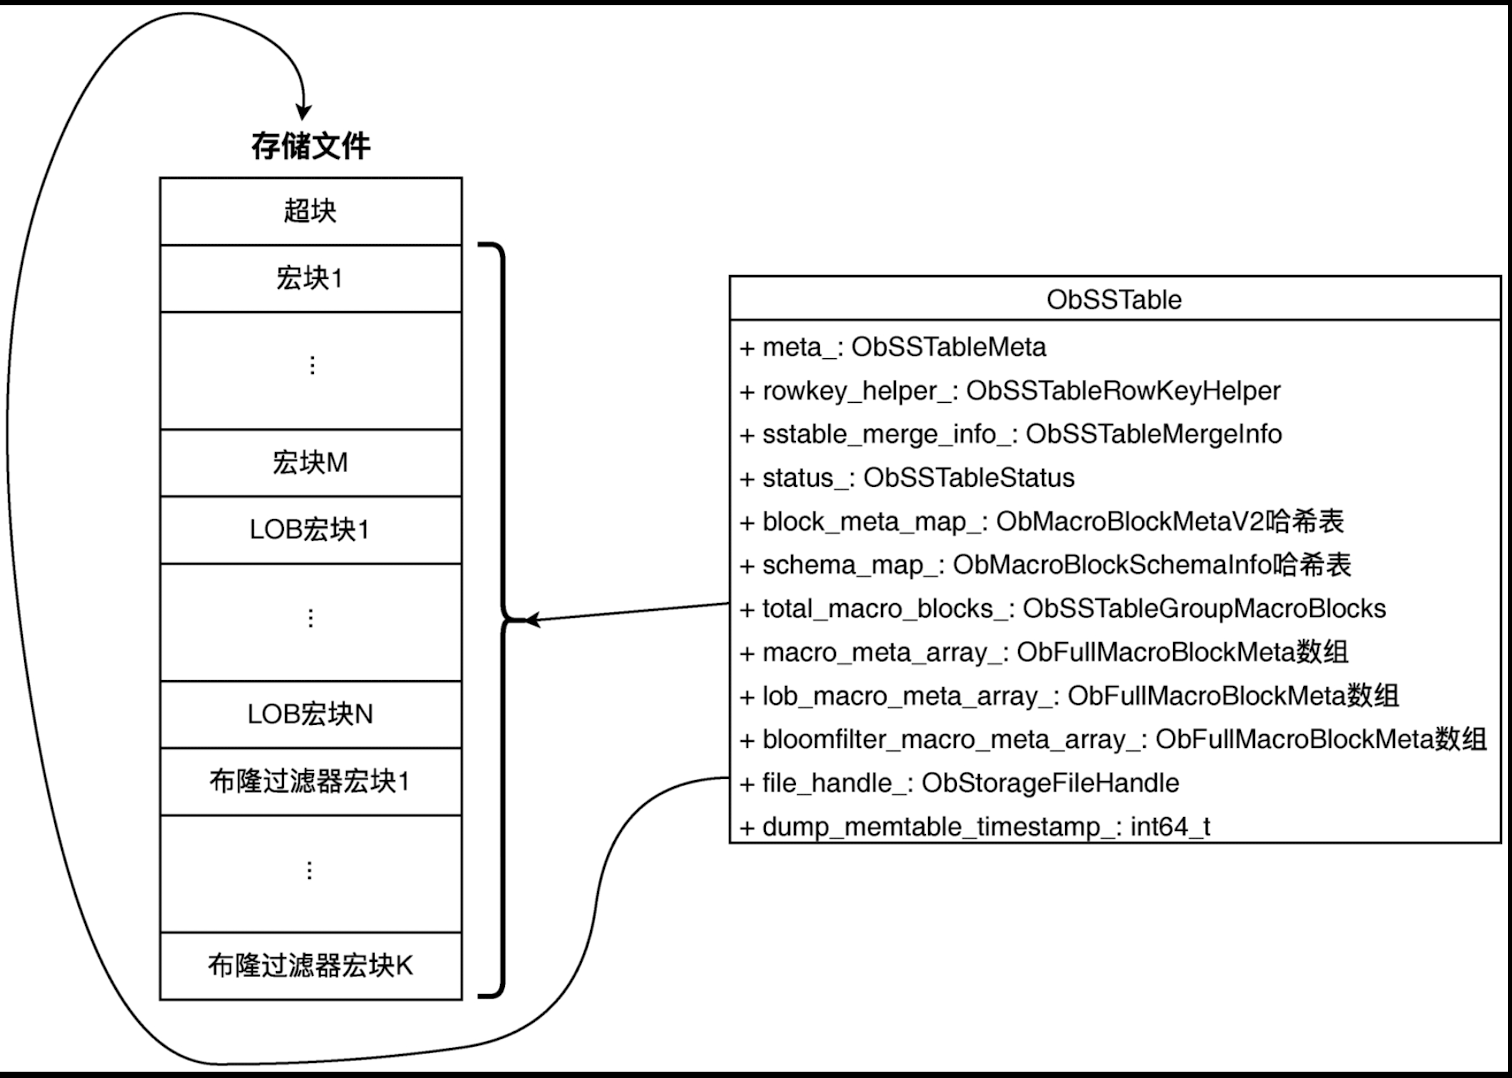 存储文件
超块
宏块1
⋮
宏块M
LOB宏块1
⋮
LOB宏块N
布隆过滤器宏块1
⋮
布隆过滤器宏块K
ObSSTable
+ meta_: ObSSTableMeta
+ rowkey_helper_: ObSSTableRowKeyHelper
+ sstable_merge_info_: ObSSTableMergeInfo
+ status_: ObSSTableStatus
+ block_meta_map_: ObMacroBlockMetaV2哈希表
+ schema_map_: ObMacroBlockSchemaInfo哈希表
+ total_macro_blocks_: ObSSTableGroupMacroBlocks
+ macro_meta_array_: ObFullMacroBlockMeta数组
+ lob_macro_meta_array_: ObFullMacroBlockMeta数组
+ bloomfilter_macro_meta_array_: ObFullMacroBlockMeta数组
+ file_handle_: ObStorageFileHandle
+ dump_memtable_timestamp_: int64_t